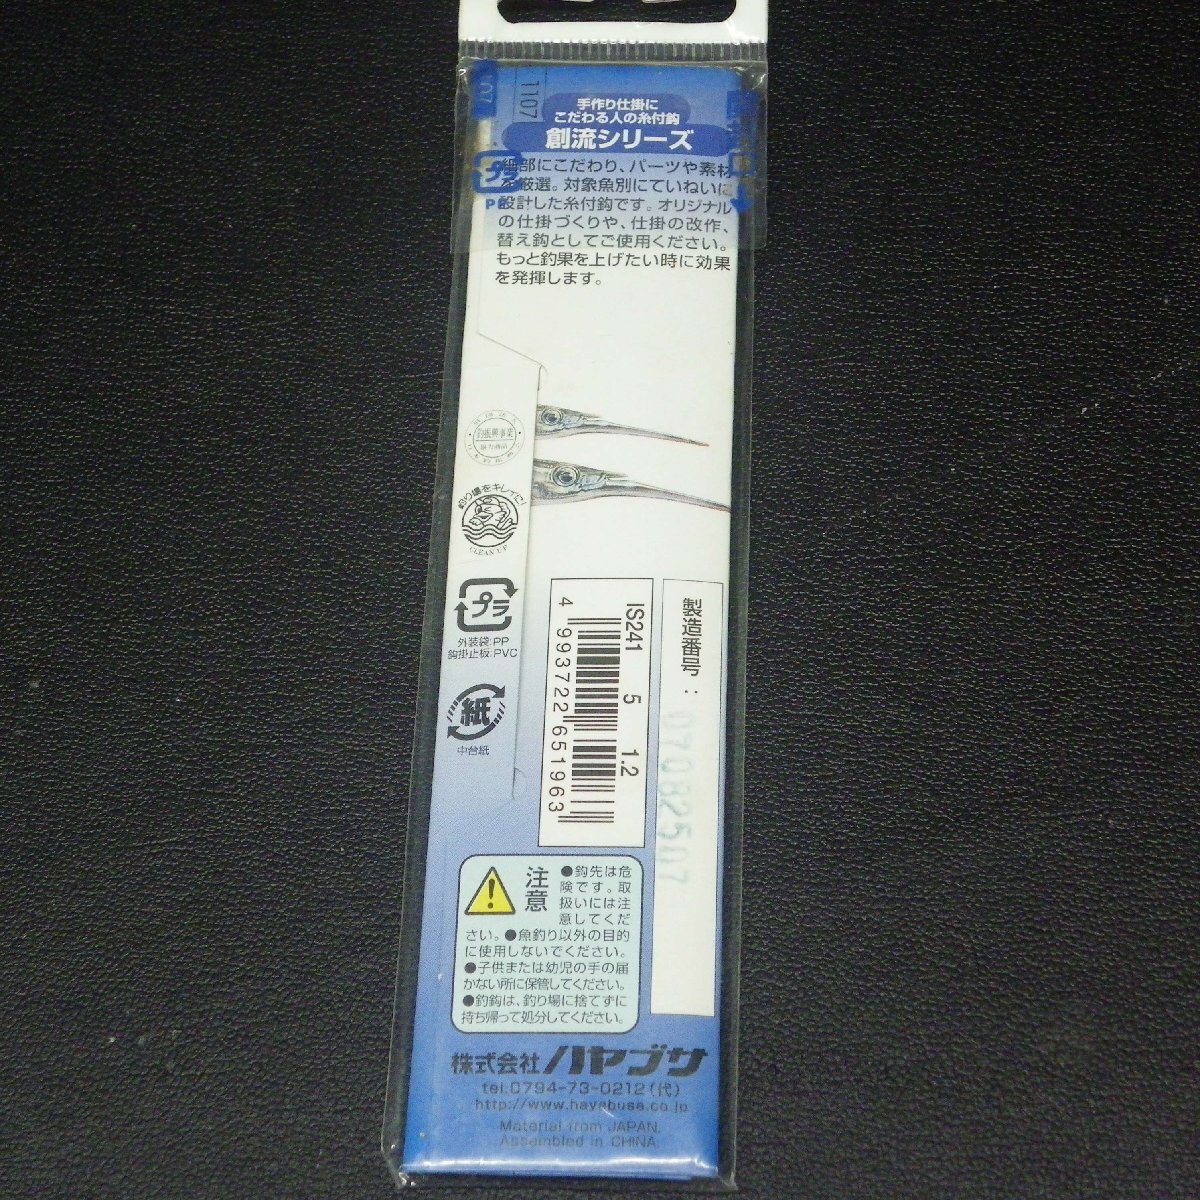 1107
手作り仕掛に
こだわる人の糸付鈎
創流シリーズ
細部にこだわり、パーツや素材
を厳選。対象魚別にていねいに
設計した糸付鈎です。オリジナル
の仕掛づくりや、仕掛の改作、
替え鈎としてご使用ください。
もっと釣果を上げたい時に効果
を発揮します。
プラ
釣り場をキレイに!
CLEAN UP
プラ
外装袋:PP
鈎掛止板:PVC
紙
中台紙
IS241 5 1.2
4 993722 651963
製造番号:
07082507
注意
●鈎先は危
険です。取
扱いには注
意してくだ
さい。●魚釣り以外の目的
に使用しないでください。
●子供または幼児の手の届
かない所に保管してください。
●釣鈎は、釣り場に捨てずに
持ち帰って処分してください。
株式会社ハヤブサ
tel.0794-73-0212(代)
http://www.hayabusa.co.jp
Material from JAPAN.
Assembled in CHINA.